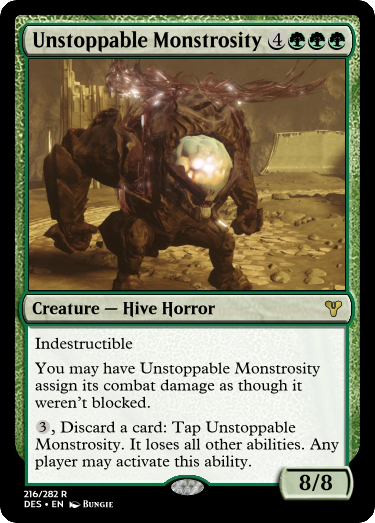 Unstoppable Monstrosity 4
Creature — Hive Horror
Indestructible
You may have Unstoppable Monstrosity
assign its combat damage as though it
weren't blocked.
3, Discard a card: Tap Unstoppable
Monstrosity. It loses all other abilities. Any
player may activate this ability.
8/8
216/282 R
DES • EN Bungie